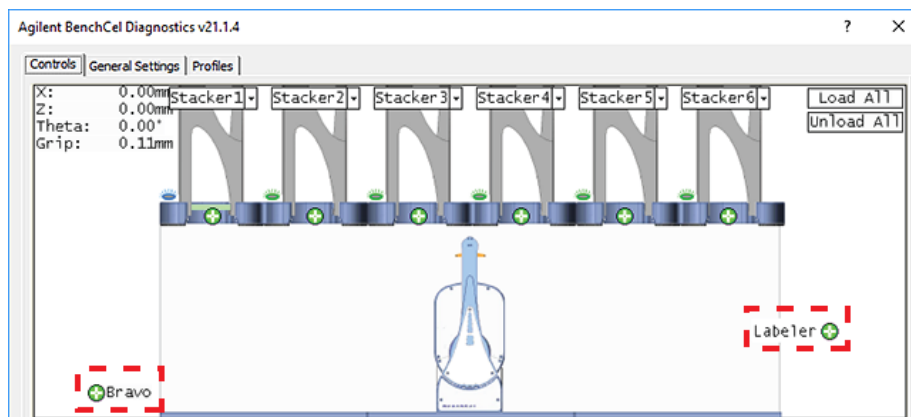 Agilent BenchCel Diagnostics v21.1.4 ?
Controls General Settings Profiles
X: 0.00mm
Z: 0.00mm
Theta: 0.00°
Grip: 0.11mm
Stacker1 Stacker2 Stacker3 Stacker4 Stacker5 Stacker6
Load All
Unload All
Labeler
Bravo